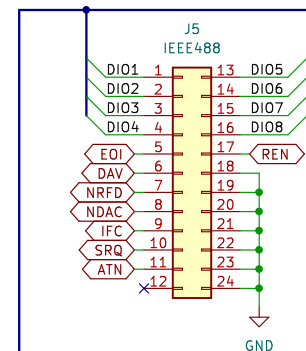 J5
IEEE488
DIO1 1 13 DIO5
DIO2 2 14 DIO6
DIO3 3 15 DIO7
DIO4 4 16 DIO8
EOI 5 17 REN
DAV 6 18
NRFD 7 19
NDAC 8 20
IFC 9 21
SRQ 10 22
ATN 11 23
12 24
GND